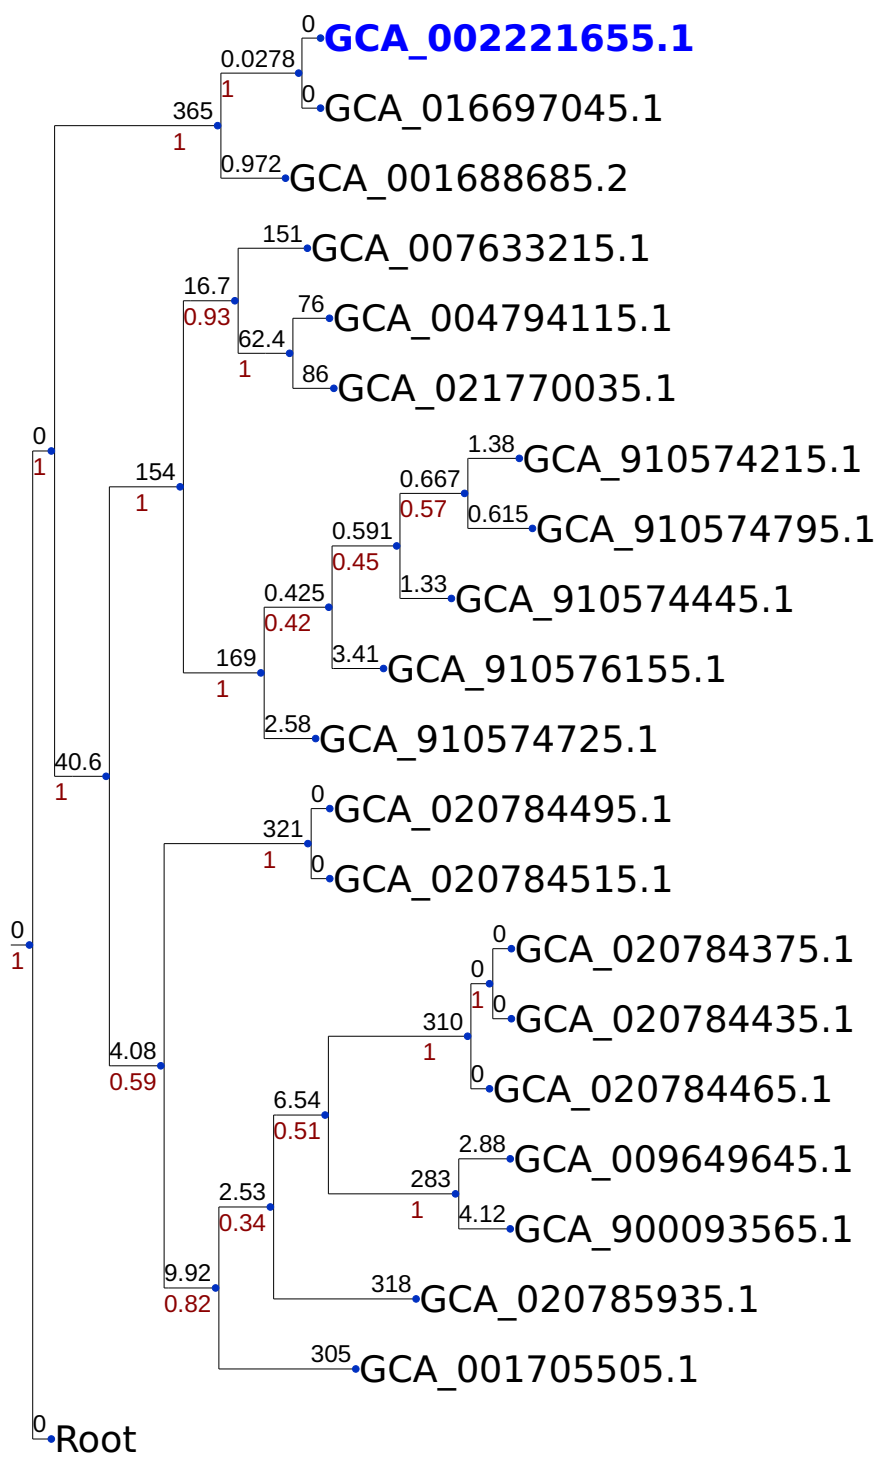 0
GCA_002221655.1
0.0278
1
0
GCA_016697045.1
365
1
0.972
GCA_001688685.2
151
GCA_007633215.1
16.7
0.93
76
GCA_004794115.1
62.4
1
86
GCA_021770035.1
0
1
154
1
1.38
GCA_910574215.1
0.667
0.57
0.615
GCA_910574795.1
0.591
0.45
1.33
GCA_910574445.1
0.425
0.42
3.41
GCA_910576155.1
169
1
2.58
GCA_910574725.1
40.6
1
0
GCA_020784495.1
321
1
0
GCA_020784515.1
0
1
0
GCA_020784375.1
0
1
0
GCA_020784435.1
310
1
0
GCA_020784465.1
4.08
0.59
6.54
0.51
2.88
GCA_009649645.1
283
1
4.12
GCA_900093565.1
2.53
0.34
318
GCA_020785935.1
9.92
0.82
305
GCA_001705505.1
0
Root